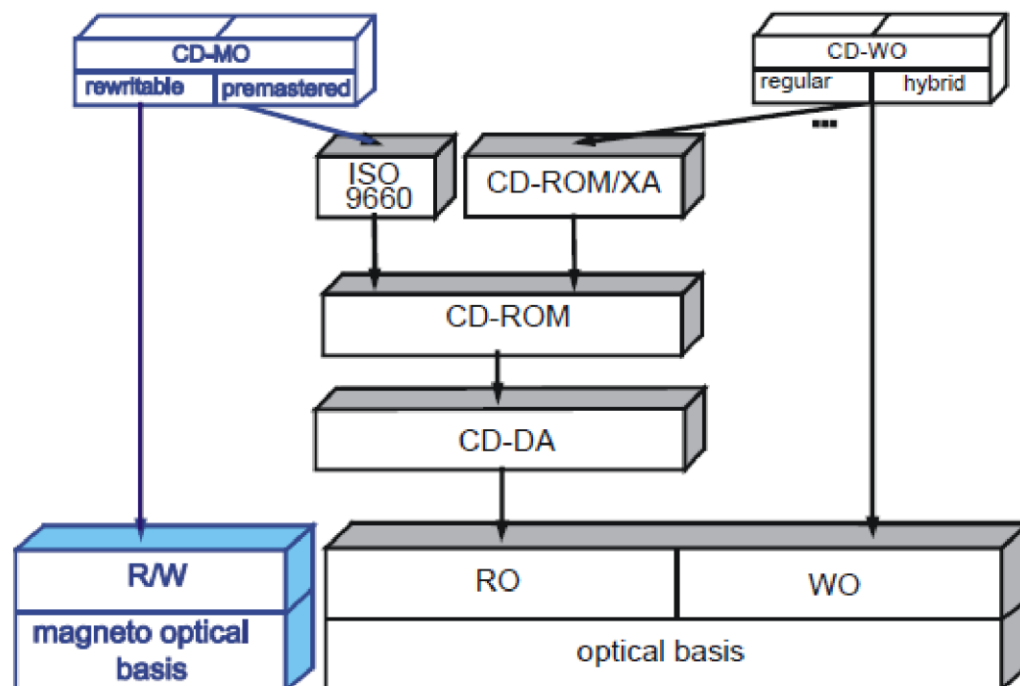 CD-MO
rewritable premastered
CD-WO
regular hybrid
...
ISO
9660
CD-ROM/XA
CD-ROM
CD-DA
R/W
magneto optical
basis
RO WO
optical basis